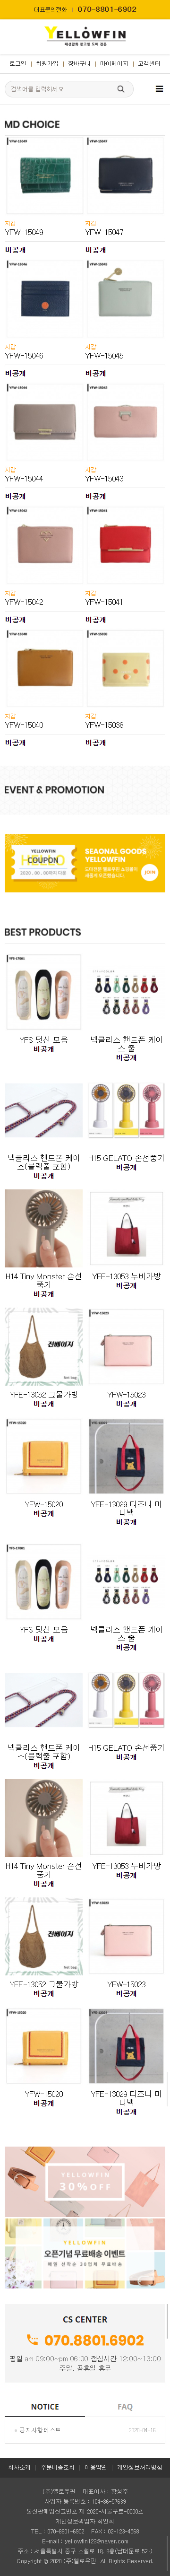 대표문의전화 | 070-8801-6902
YELLOWFIN
패션잡화 핑크핑 도매 전문
로그인 | 회원가입 | 장바구니 | 마이페이지 | 고객센터
검색어를 입력하세요
MD CHOICE
YFW-15049
YFW-15047
지갑
YFW-15049
비공개
지갑
YFW-15047
비공개
YFW-15046
YFW-15045
지갑
YFW-15046
비공개
지갑
YFW-15045
비공개
YFW-15044
YFW-15043
지갑
YFW-15044
비공개
지갑
YFW-15043
비공개
YFW-15042
YFW-15041
지갑
YFW-15042
비공개
지갑
YFW-15041
비공개
YFW-15040
YFW-15038
지갑
YFW-15040
비공개
지갑
YFW-15038
비공개
EVENT & PROMOTION
YELLOWFIN
COUPON
SEAGONAL GOODS
YELLOWFIN
JOIN
BEST PRODUCTS
YFS 덧신 모음
비공개
넥클리스 핸드폰 케이
스 줄
비공개
넥클리스 핸드폰 케이
스(블랙줄 포함)
비공개
H15 GELATO 손선풍기
비공개
H14 Tiny Monster 손선
풍기
비공개
YFE-13053 누비가방
비공개
진베이지
YFW-15023
YFE-13052 그물가방
비공개
YFW-15023
비공개
YFW-15020
YFE-13029
YFW-15020
비공개
YFE-13029 디즈니 미
니백
비공개
YFS 덧신 모음
비공개
넥클리스 핸드폰 케이
스 줄
비공개
넥클리스 핸드폰 케이
스(블랙줄 포함)
비공개
H15 GELATO 손선풍기
비공개
H14 Tiny Monster 손선
풍기
비공개
YFE-13053 누비가방
비공개
진베이지
YFW-15023
YFE-13052 그물가방
비공개
YFW-15023
비공개
YFW-15020
YFE-13029
YFW-15020
비공개
YFE-13029 디즈니 미
니백
비공개
YELLOWFIN
30%OFF
YELLOWFIN
오픈기념 무료배송 이벤트
CS CENTER
070.8801.6902
평일 am 09:00~pm 06:00 점심시간 12:00~13:00
주말, 공휴일 휴무
NOTICE
FAQ
공지사항테스트
2020-04-16
회사소개 | 주문배송조회 | 이용약관 | 개인정보처리방침
(주)옐로우핀 대표이사 : 황성주
사업자 등록번호 : 104-86-57639
통신판매업신고번호 제 2020-서울구로-0000호
개인정보책임자 최인희
TEL : 070-8801-6902 FAX : 02-123-4568
E-mail : yellowfin123@naver.com
주소 : 서울특별시 중구 소월로 18, 8층(남대문로 5가)
Copyright © 2020 (주)옐로우핀. All Rights Reserved.